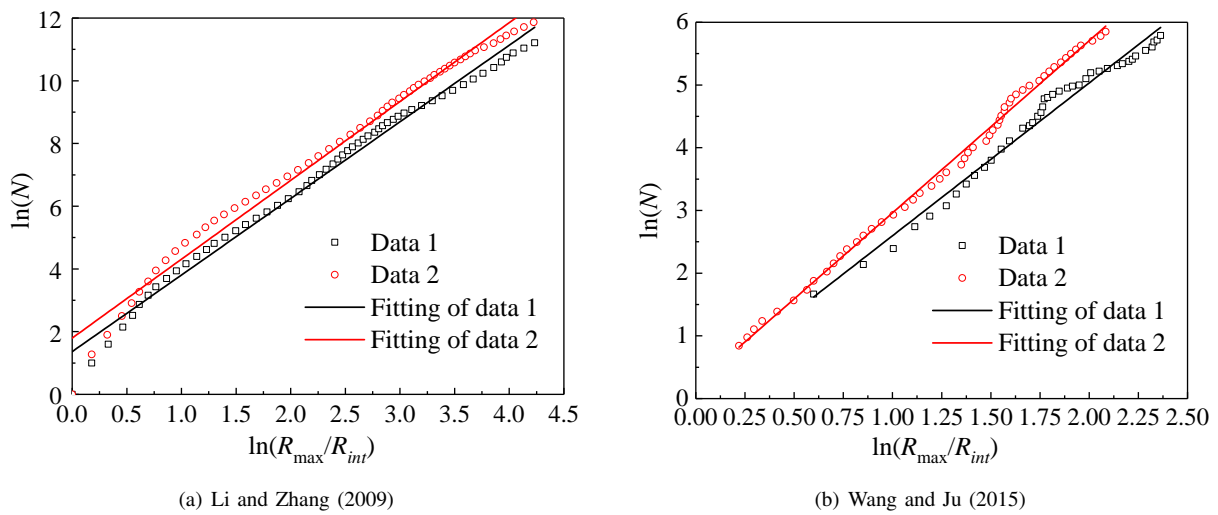 12
10
8
6
4
2
0
ln(N)
Data 1
Data 2
Fitting of data 1
Fitting of data 2
0.0 0.5 1.0 1.5 2.0 2.5 3.0 3.5 4.0 4.5
ln(Rmax/Rint)
(a) Li and Zhang (2009)
6
5
4
3
2
1
0
ln(N)
Data 1
Data 2
Fitting of data 1
Fitting of data 2
0.00 0.25 0.50 0.75 1.00 1.25 1.50 1.75 2.00 2.25 2.50
ln(Rmax/Rint)
(b) Wang and Ju (2015)